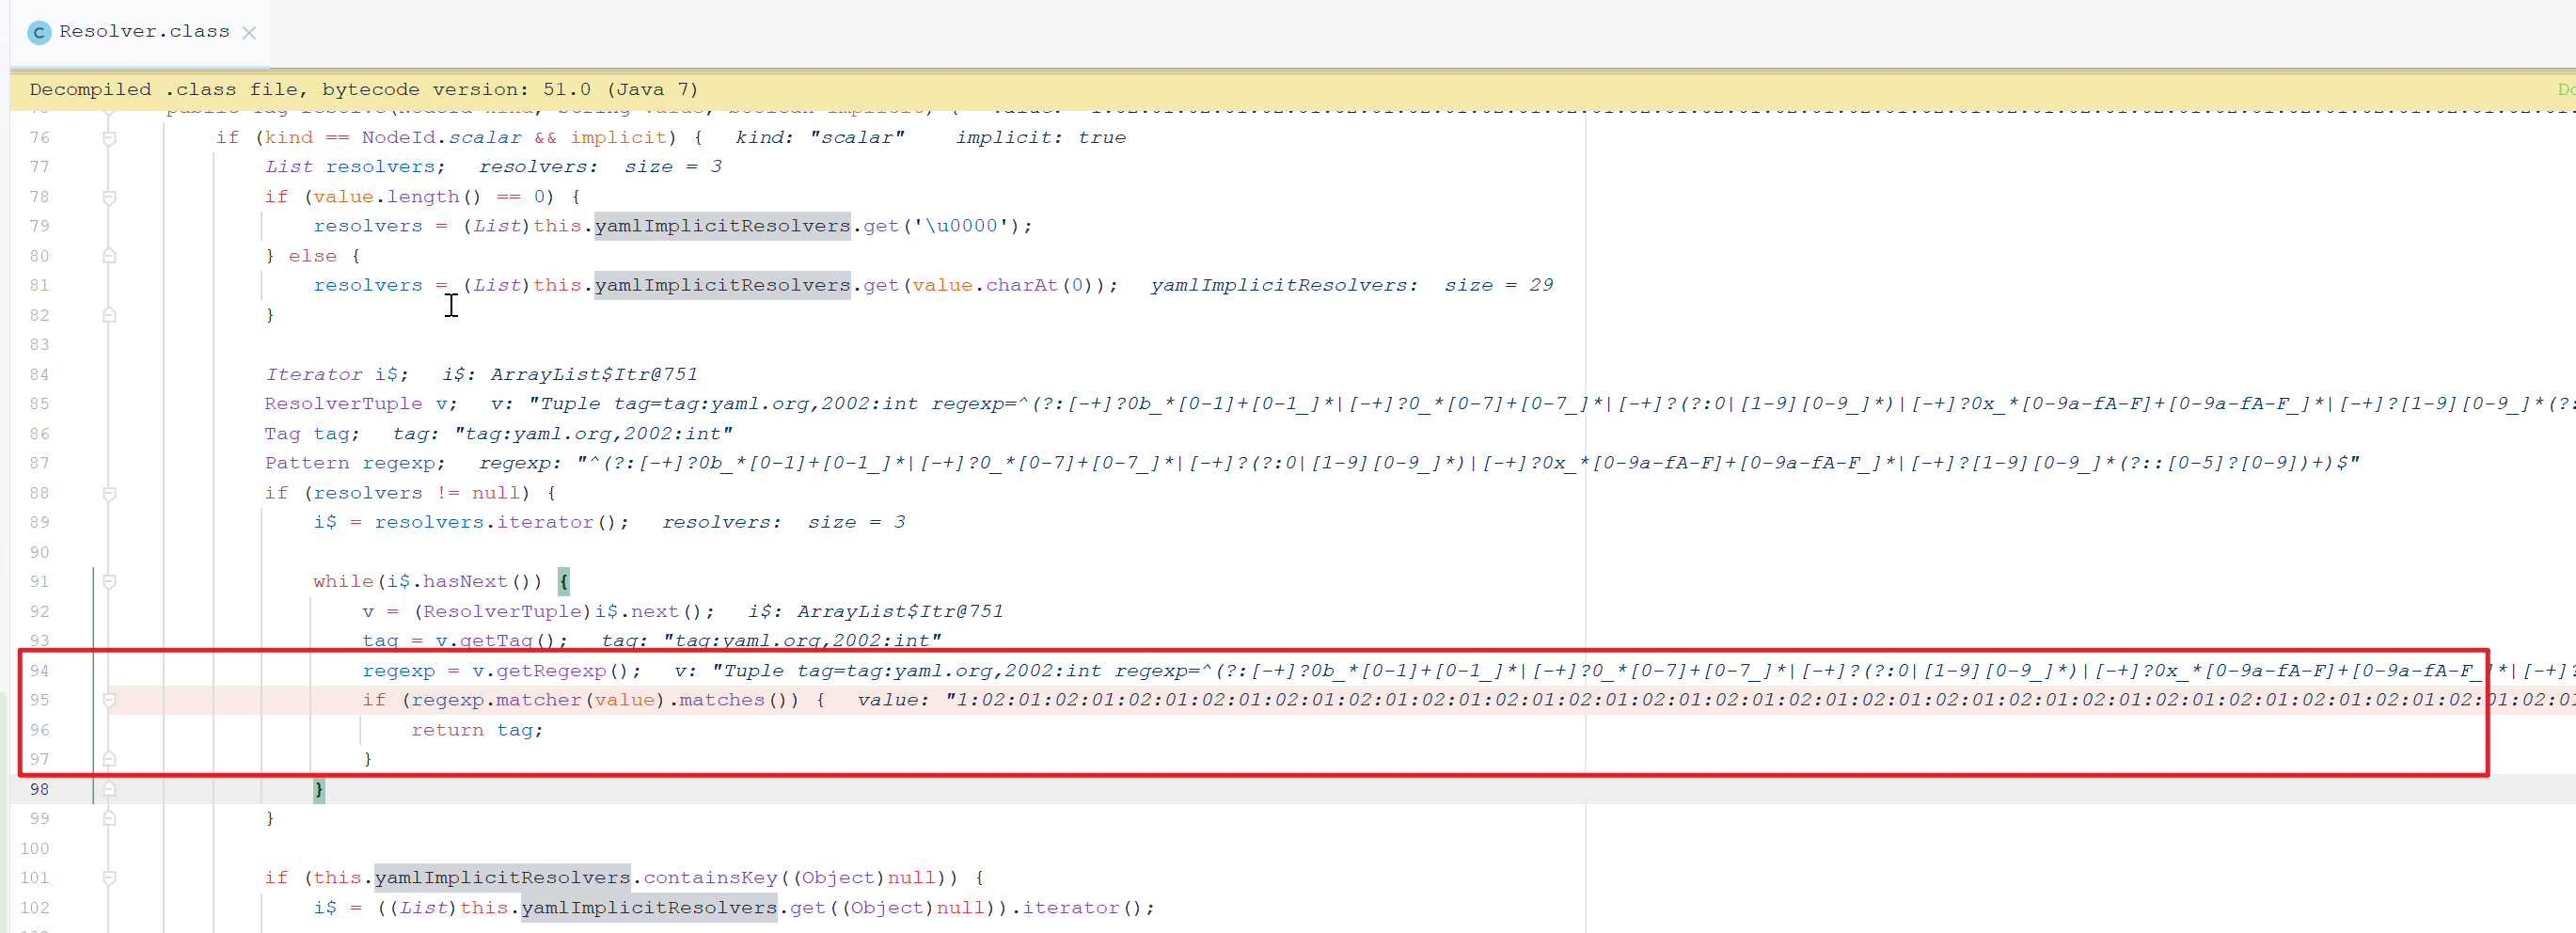 Resolver.class
Decompiled .class file, bytecode version: 51.0 (Java 7)
76 if (kind == NodeId.scalar && implicit) { kind: "scalar" implicit: true
77 List resolvers; resolvers: size = 3
78 if (value.length() == 0) {
79 resolvers = (List)this.yamlImplicitResolvers.get('\u0000');
80 } else {
81 resolvers = (List)this.yamlImplicitResolvers.get(value.charAt(0)); yamlImplicitResolvers: size = 29
82 }
83
84 Iterator i$; i$: ArrayList$Itr@751
85 ResolverTuple v; v: "Tuple tag=tag:yaml.org,2002:int regexp=^(?:[-+]?0b_*[0-1]+[0-1_]*|[-+]?0_*[0-7]+[0-7_]*|[-+]?(?:0|[1-9][0-9_]*)|[-+]?0x_*[0-9a-fA-F]+[0-9a-fA-F_]*|[-+]?[1-9][0-9_]*(?:
86 Tag tag; tag: "tag:yaml.org,2002:int"
87 Pattern regexp; regexp: "^(?:[-+]?0b_*[0-1]+[0-1_]*|[-+]?0_*[0-7]+[0-7_]*|[-+]?(?:0|[1-9][0-9_]*)|[-+]?0x_*[0-9a-fA-F]+[0-9a-fA-F_]*|[-+]?[1-9][0-9_]*(?::[0-5]?[0-9])+)$"
88 if (resolvers != null) {
89 i$ = resolvers.iterator(); resolvers: size = 3
90
91 while(i$.hasNext()) {
92 v = (ResolverTuple)i$.next(); i$: ArrayList$Itr@751
93 tag = v.getTag(); tag: "tag:yaml.org,2002:int"
94 regexp = v.getRegexp(); v: "Tuple tag=tag:yaml.org,2002:int regexp=^(?:[-+]?0b_*[0-1]+[0-1_]*|[-+]?0_*[0-7]+[0-7_]*|[-+]?(?:0|[1-9][0-9_]*)|[-+]?0x_*[0-9a-fA-F]+[0-9a-fA-F_]*|[-+]?
95 if (regexp.matcher(value).matches()) { value: "1:02:01:02:01:02:01:02:01:02:01:02:01:02:01:02:01:02:01:02:01:02:01:02:01:02:01:02:01:02:01:02:01:02:01:02:01:02:01
96 return tag;
97 }
98 }
99 }
100
101 if (this.yamlImplicitResolvers.containsKey((Object)null)) {
102 i$ = ((List)this.yamlImplicitResolvers.get((Object)null)).iterator();